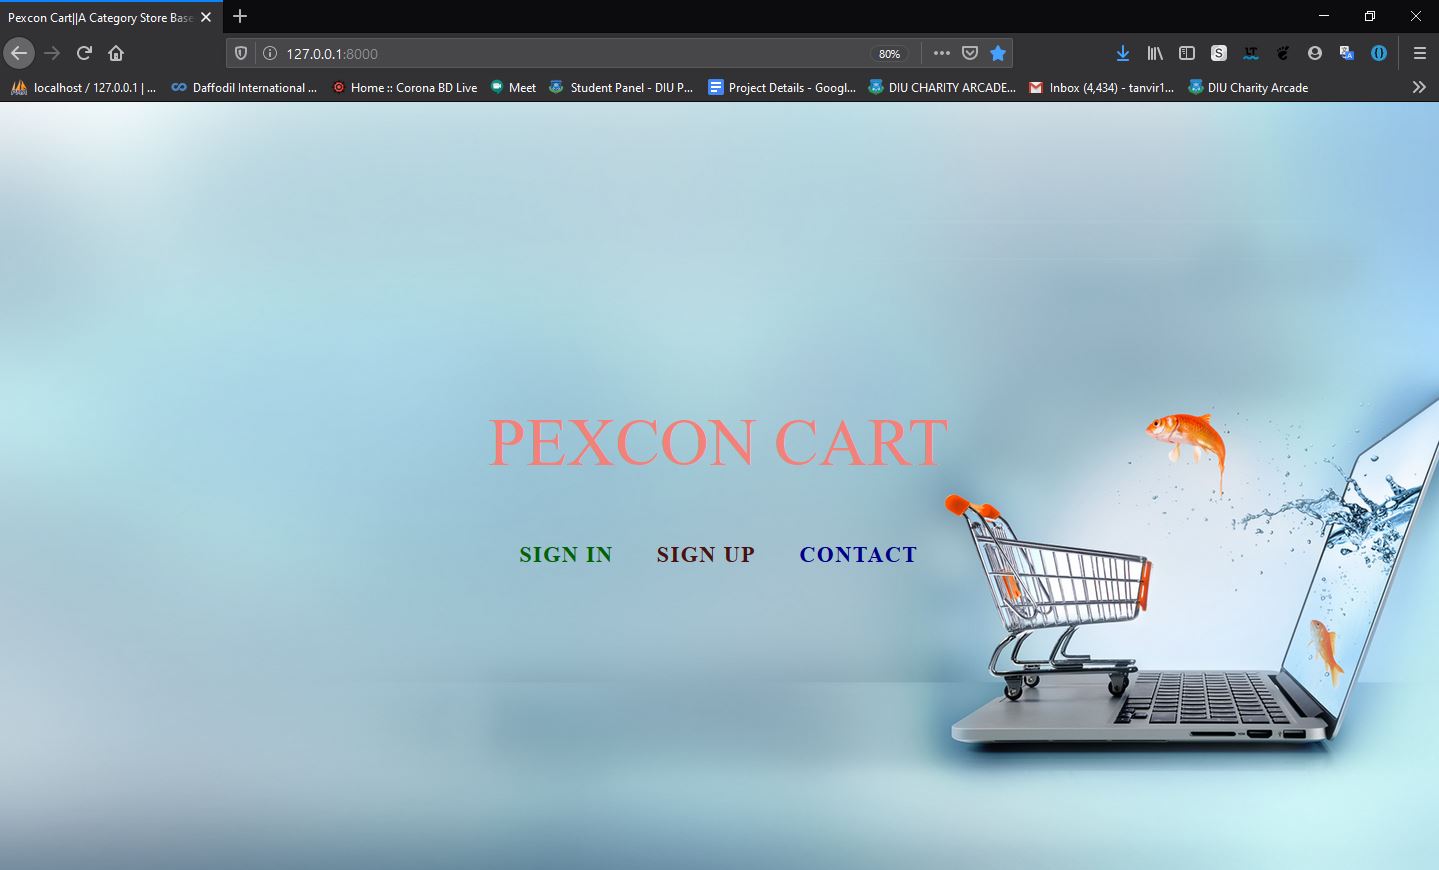 Pexcon Cart||A Category Store Base
127.0.0.1:8000
80%
localhost / 127.0.0.1 | ...
Daffodil International ...
Home :: Corona BD Live
Meet
Student Panel - DIU P...
Project Details - Googl...
DIU CHARITY ARCADE...
Inbox (4,434) - tanvir1...
DIU Charity Arcade
PEXCON CART
SIGN IN SIGN UP CONTACT